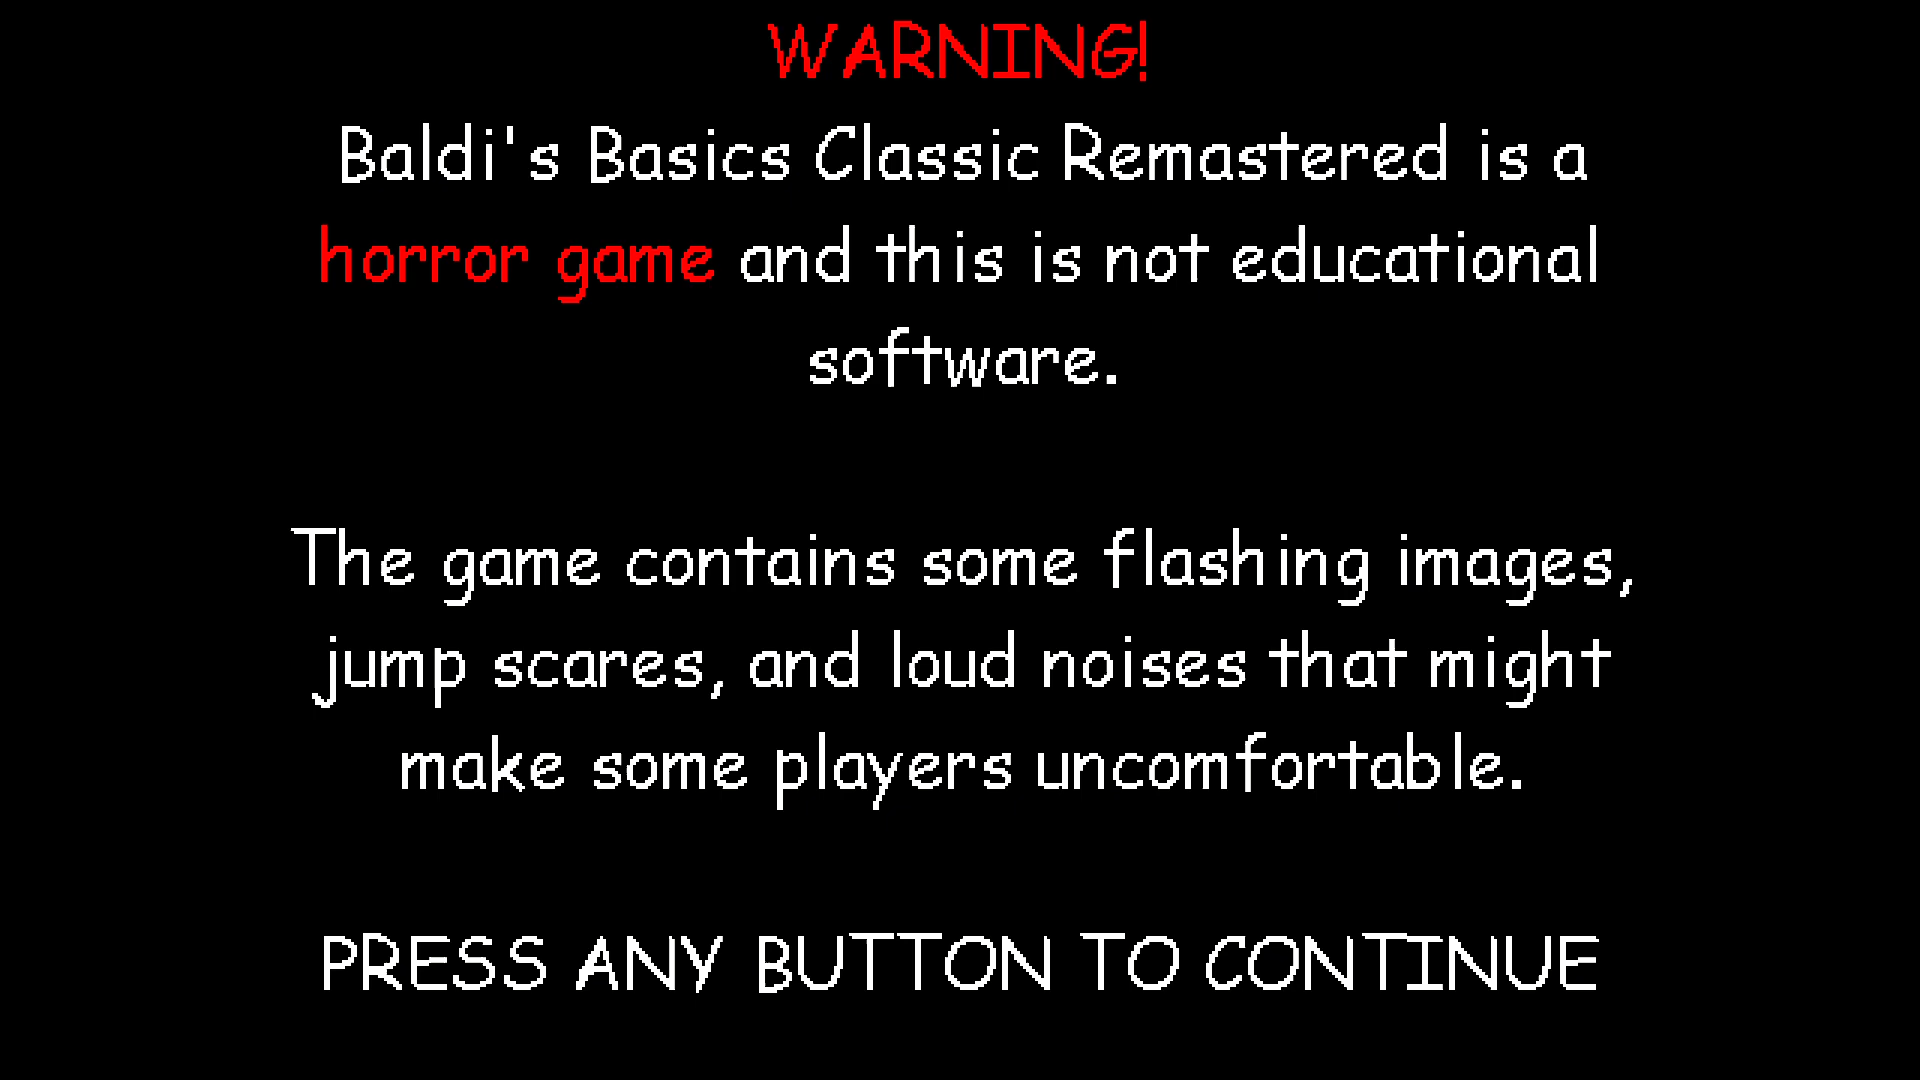 WARNING!
Baldi's Basics Classic Remastered is a
horror game and this is not educational
software.
The game contains some flashing images,
jump scares, and loud noises that might
make some players uncomfortable.
PRESS ANY BUTTON TO CONTINUE